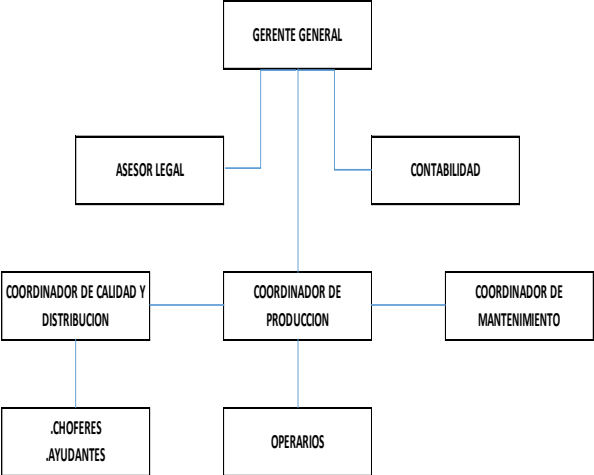 GERENTE GENERAL
ASESOR LEGAL
CONTABILIDAD
COORDINADOR DE CALIDAD Y
DISTRIBUCION
COORDINADOR DE
PRODUCCION
COORDINADOR DE
MANTENIMIENTO
.CHOFERES
.AYUDANTES
OPERARIOS